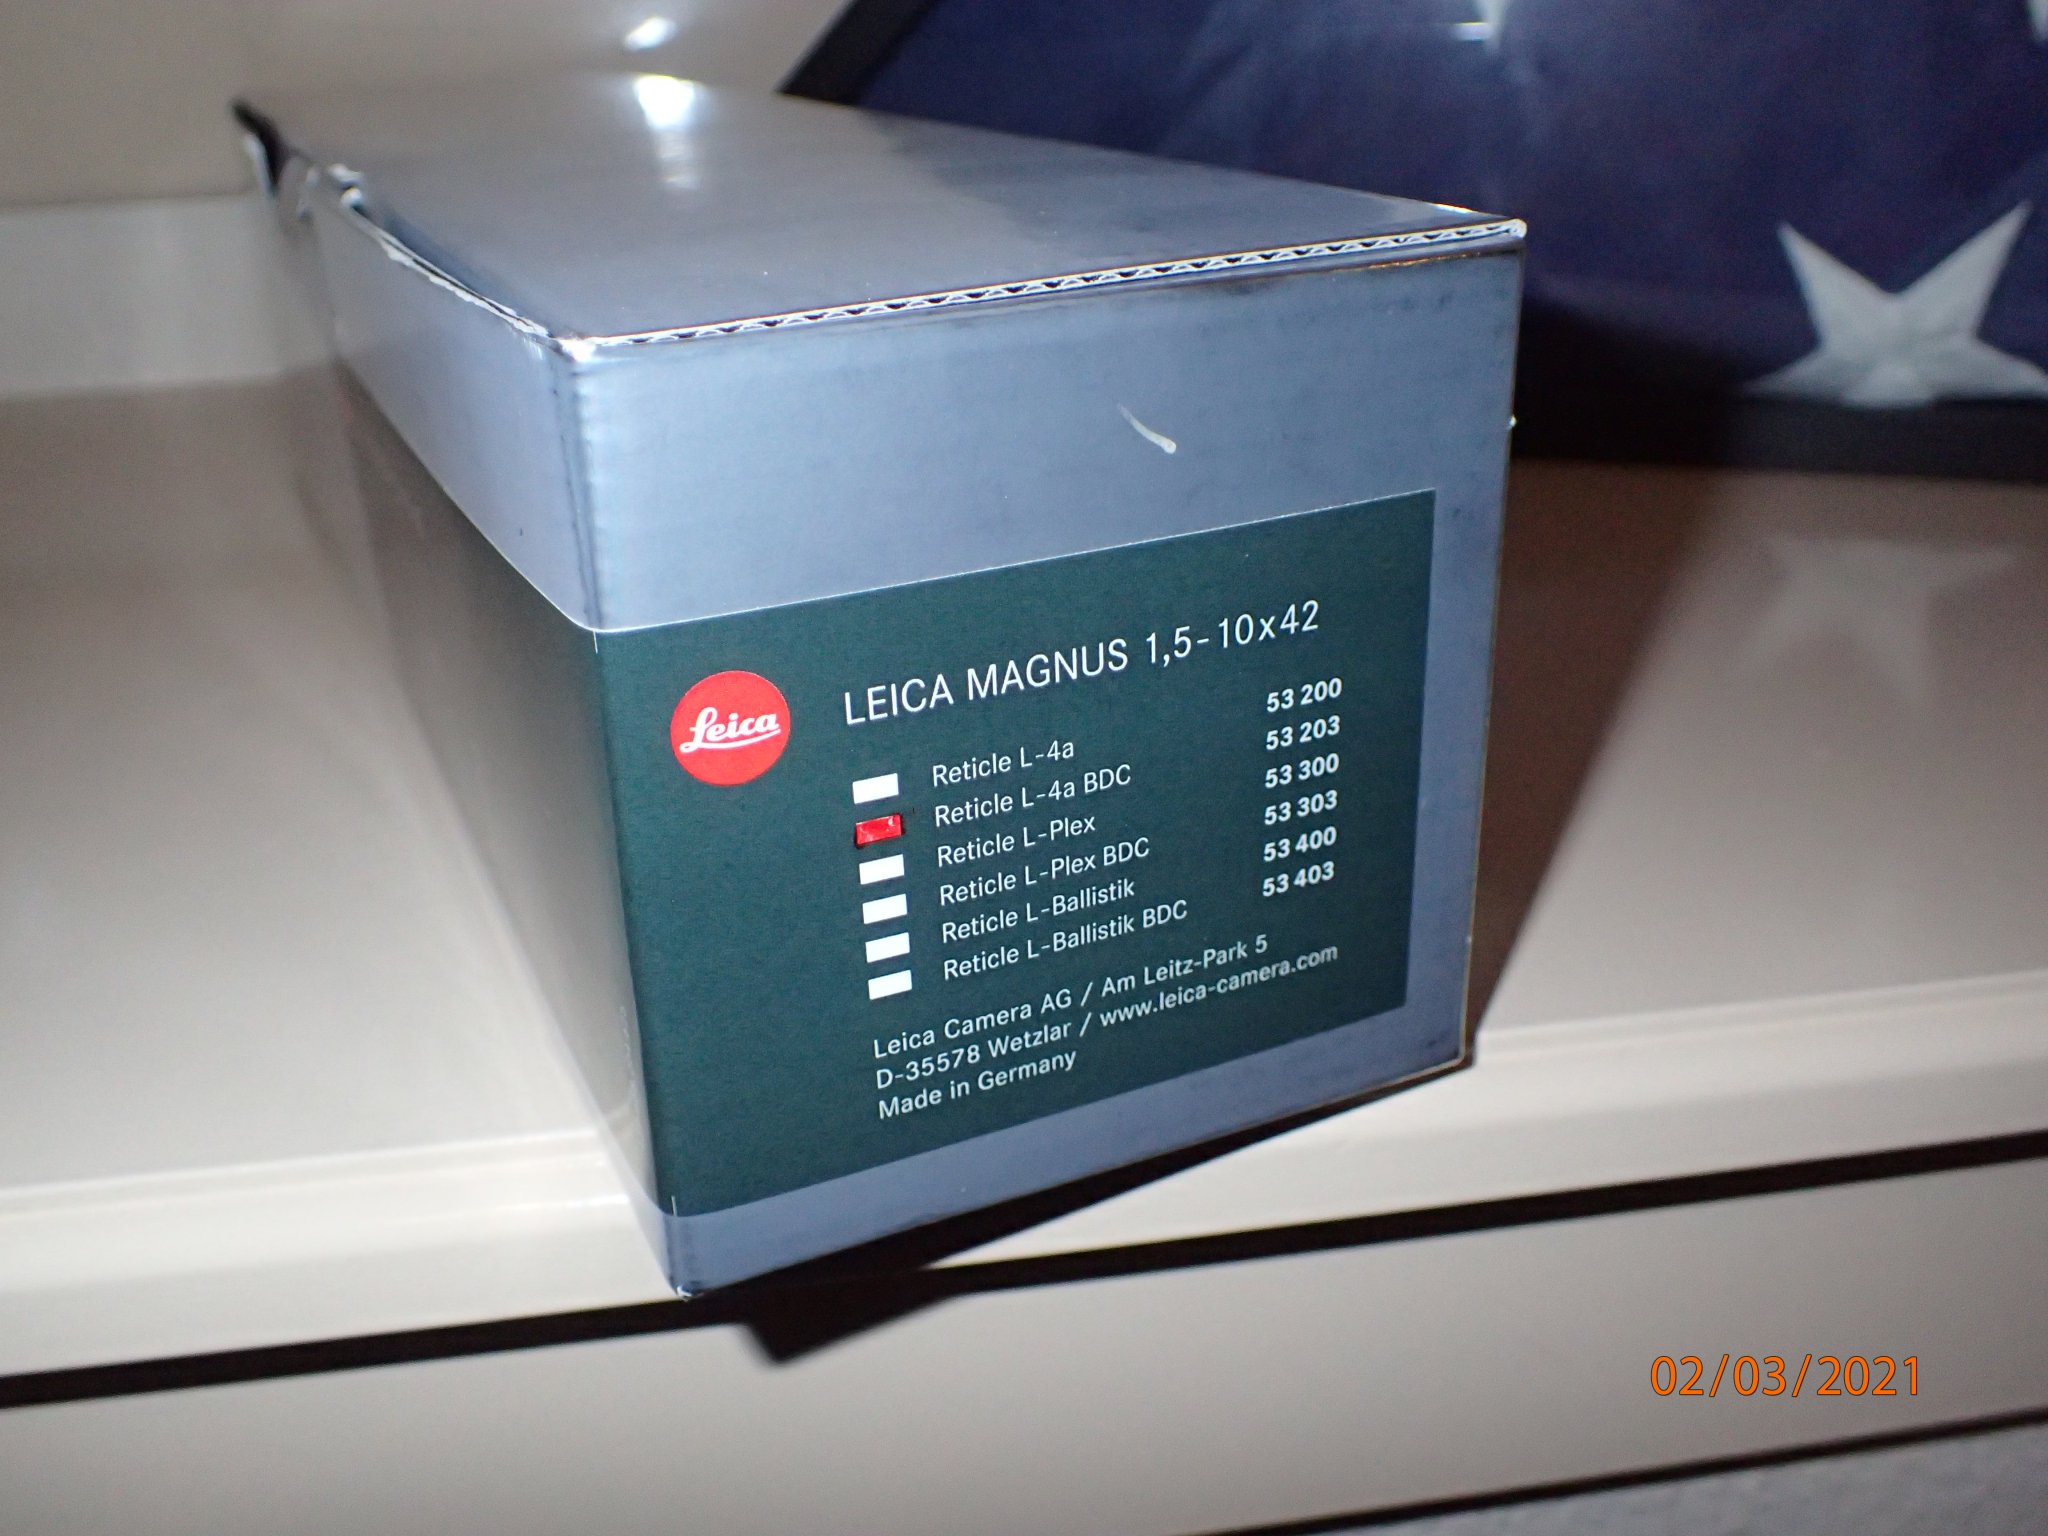 Leica
LEICA MAGNUS 1,5-10x42
Reticle L-4a 53 200
Reticle L-4a BDC 53 203
Reticle L-Plex 53 300
Reticle L-Plex BDC 53 303
Reticle L-Ballistik 53 400
Reticle L-Ballistik BDC 53 403
Leica Camera AG / Am Leitz-Park 5
D-35578 Wetzlar / www.leica-camera.com
Made in Germany
02/03/2021